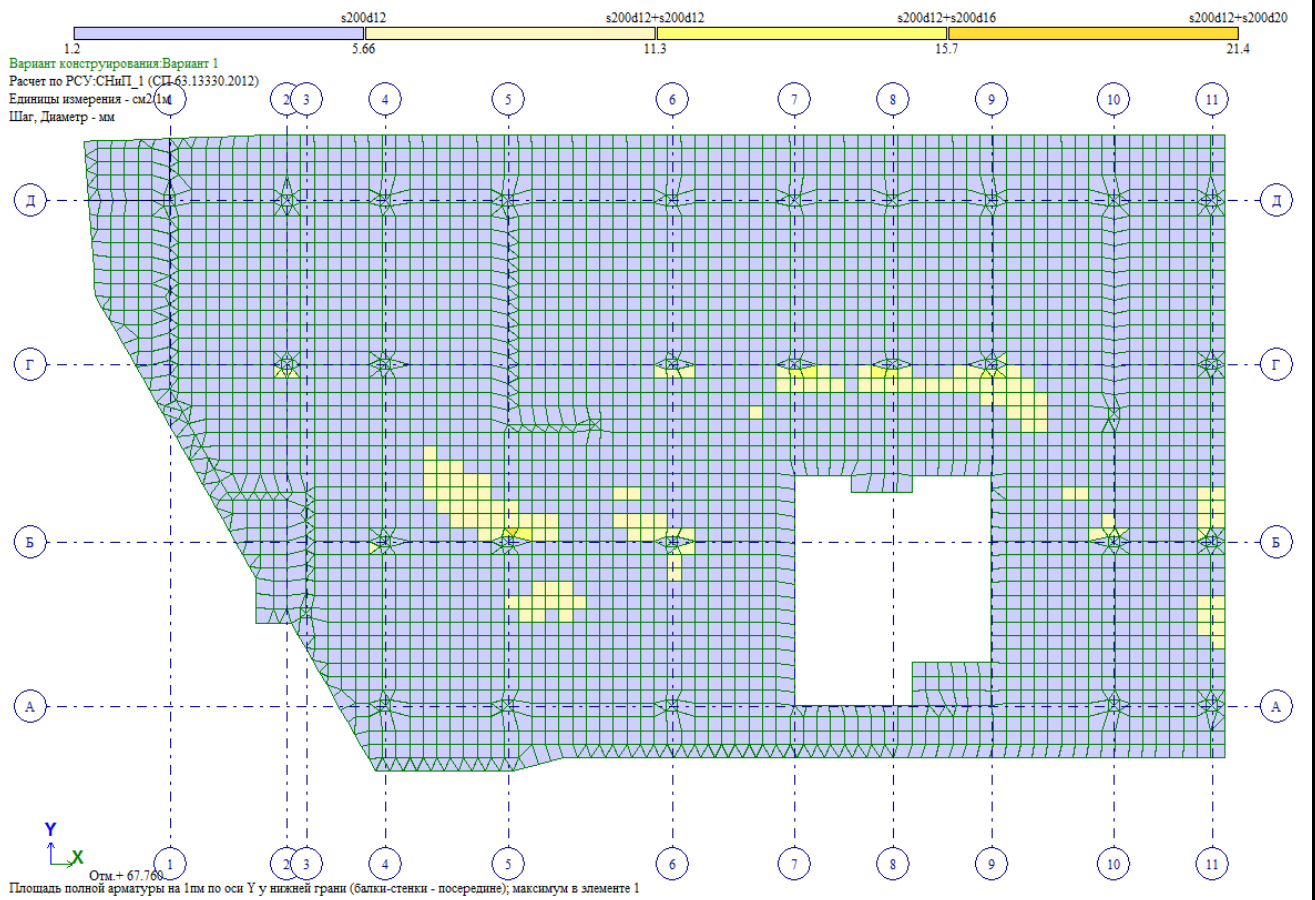 s200d12 s200d12+s200d12 s200d12+s200d16 s200d12+s200d20
1.2 5.66 11.3 15.7 21.4
Вариант конструирования:Вариант 1
Расчет по РСУ:СНиП_1 (СП 63.13330.2012)
Единицы измерения - см2/1м
Шаг, Диаметр - мм
1 2 3 4 5 6 7 8 9 10 11
Д Д
Г Г
Б Б
А А
Y
X
1 2 3 4 5 6 7 8 9 10 11
Отм.+ 67.760
Площадь полной арматуры на 1пм по оси Y у нижней грани (балки-стенки - посередине); максимум в элементе 1